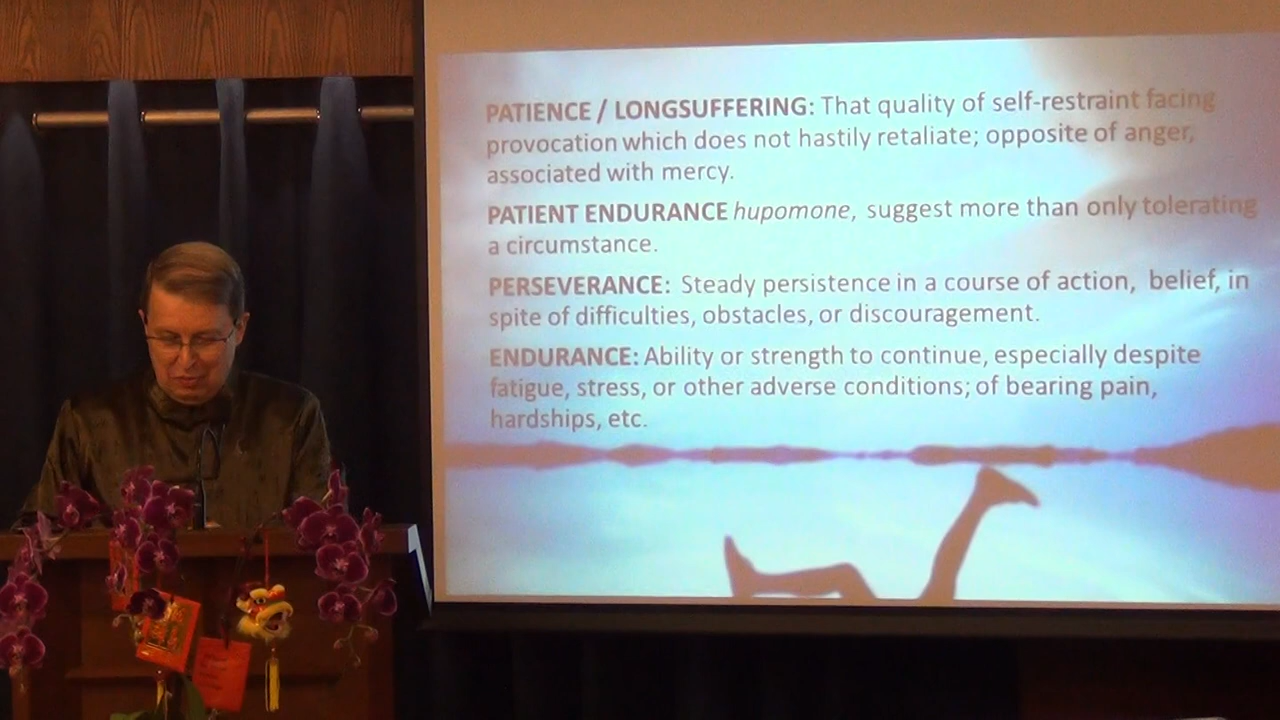 PATIENCE / LONGSUFFERING: That quality of self-restraint facing
provocation which does not hastily retaliate; opposite of anger,
associated with mercy.
PATIENT ENDURANCE hupomone, suggest more than only tolerating
a circumstance.
PERSEVERANCE: Steady persistence in a course of action, belief, in
spite of difficulties, obstacles, or discouragement.
ENDURANCE: Ability or strength to continue, especially despite
fatigue, stress, or other adverse conditions; of bearing pain,
hardships, etc.